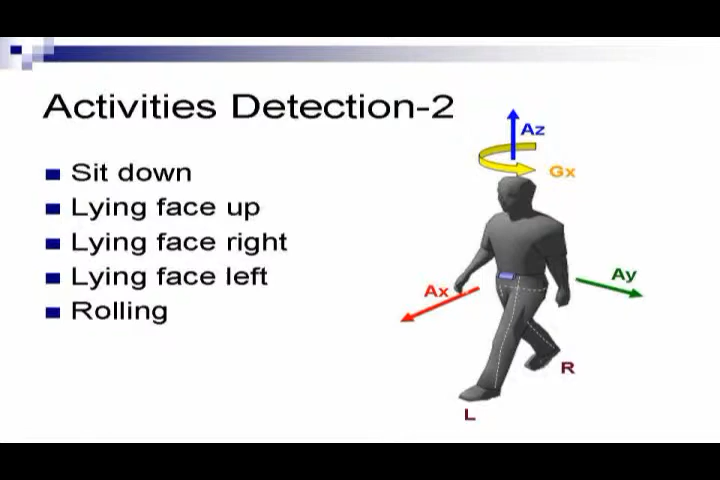 Activities Detection-2
Sit down
Lying face up
Lying face right
Lying face left
Rolling
Az
Gx
Ay
Ax
R
L